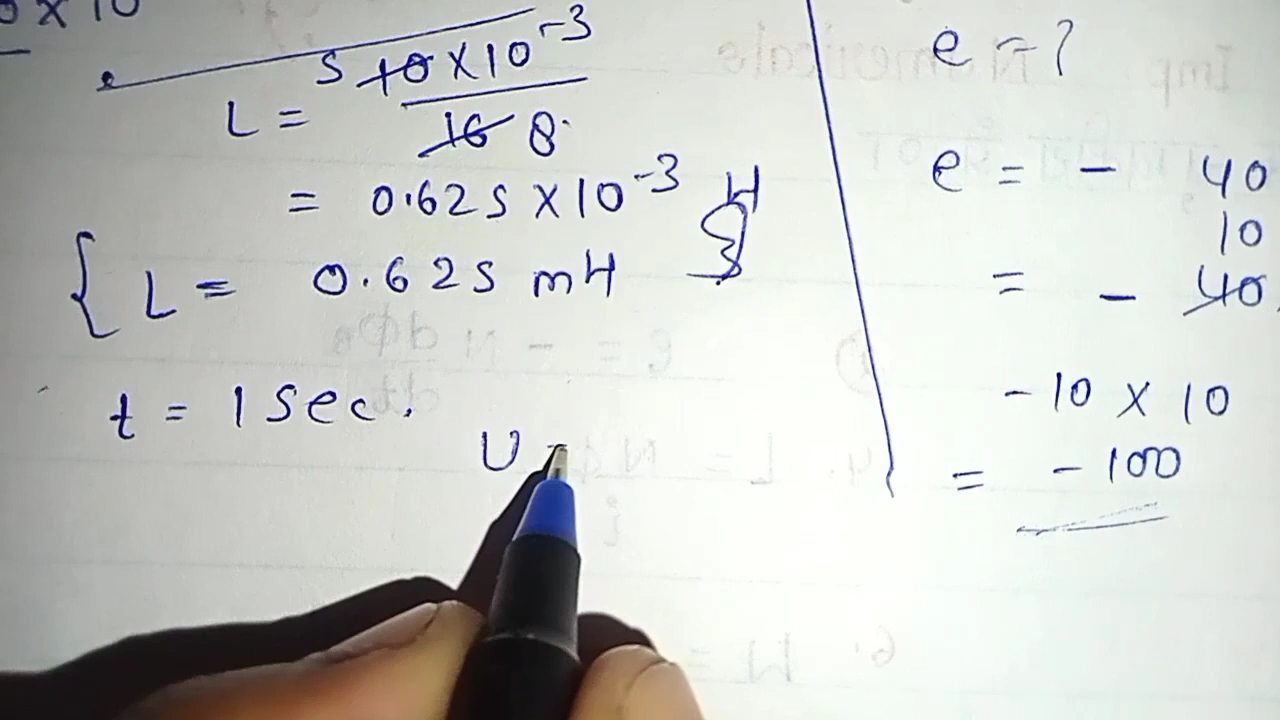 x 10
L = 5 10 x 10^-3
16 8
= 0.625 x 10^-3 H
{ L = 0.625 mH
t = 1 sec.
U =
e = ?
e = - 40
10
= - 40
-10 x 10
= -100